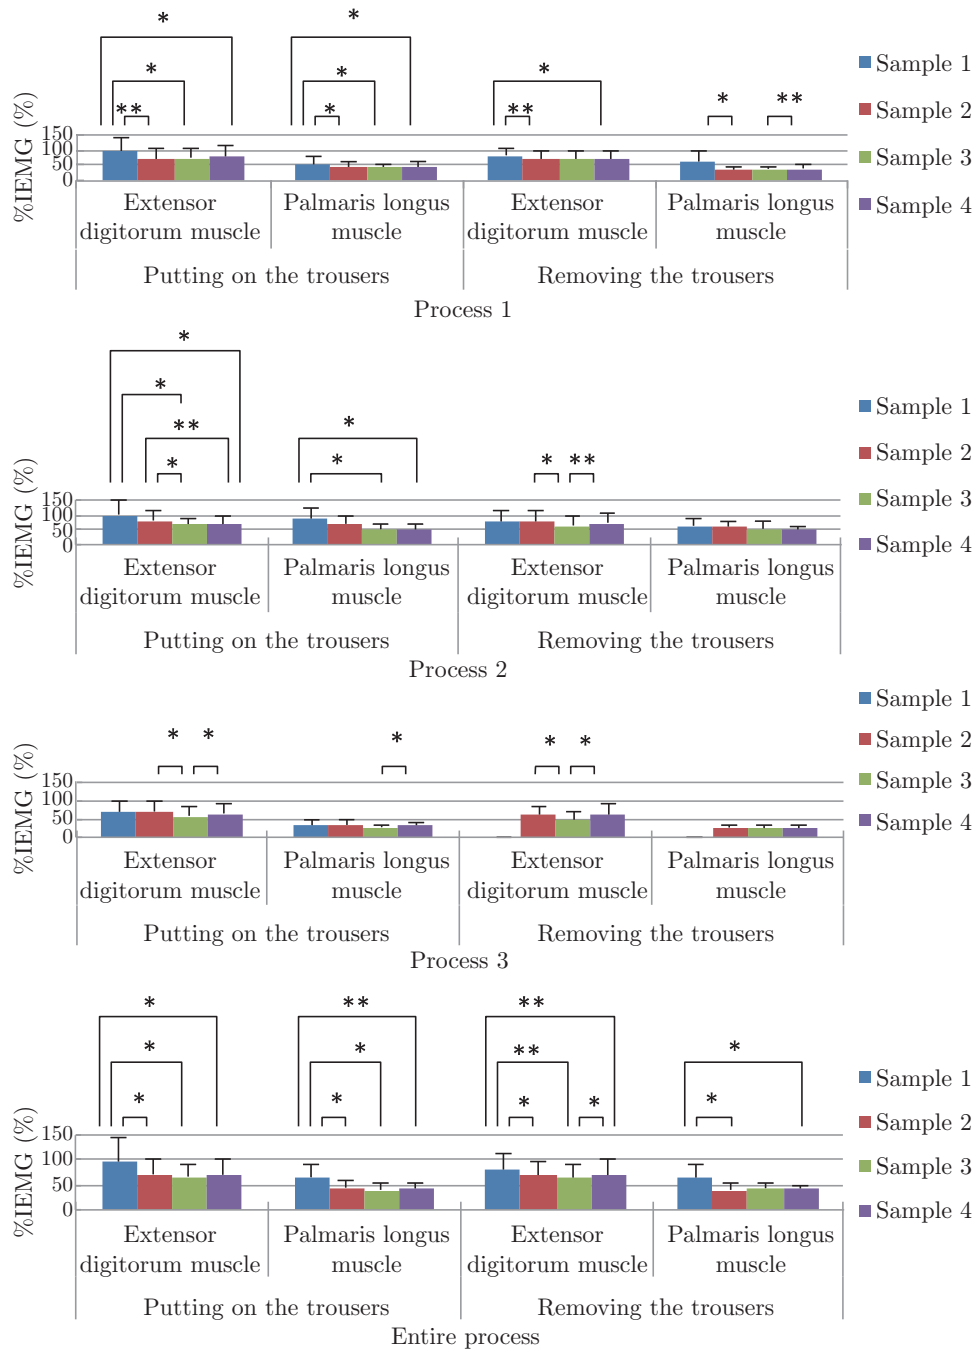 *
*
*
*
*
** *
*
**
*
** 
%IEMG (%)
150
100
50
0
Extensor digitorum muscle
Palmaris longus muscle
Extensor digitorum muscle
Palmaris longus muscle
Putting on the trousers
Removing the trousers
Process 1
Sample 1
Sample 2
Sample 3
Sample 4
*
*
**
*
*
*
*
**
%IEMG (%)
150
100
50
0
Extensor digitorum muscle
Palmaris longus muscle
Extensor digitorum muscle
Palmaris longus muscle
Putting on the trousers
Removing the trousers
Process 2
Sample 1
Sample 2
Sample 3
Sample 4
*
*
*
*
*
%IEMG (%)
150
100
50
0
Extensor digitorum muscle
Palmaris longus muscle
Extensor digitorum muscle
Palmaris longus muscle
Putting on the trousers
Removing the trousers
Process 3
Sample 1
Sample 2
Sample 3
Sample 4
*
*
*
**
*
*
**
**
*
*
*
*
%IEMG (%)
150
100
50
0
Extensor digitorum muscle
Palmaris longus muscle
Extensor digitorum muscle
Palmaris longus muscle
Putting on the trousers
Removing the trousers
Entire process
Sample 1
Sample 2
Sample 3
Sample 4